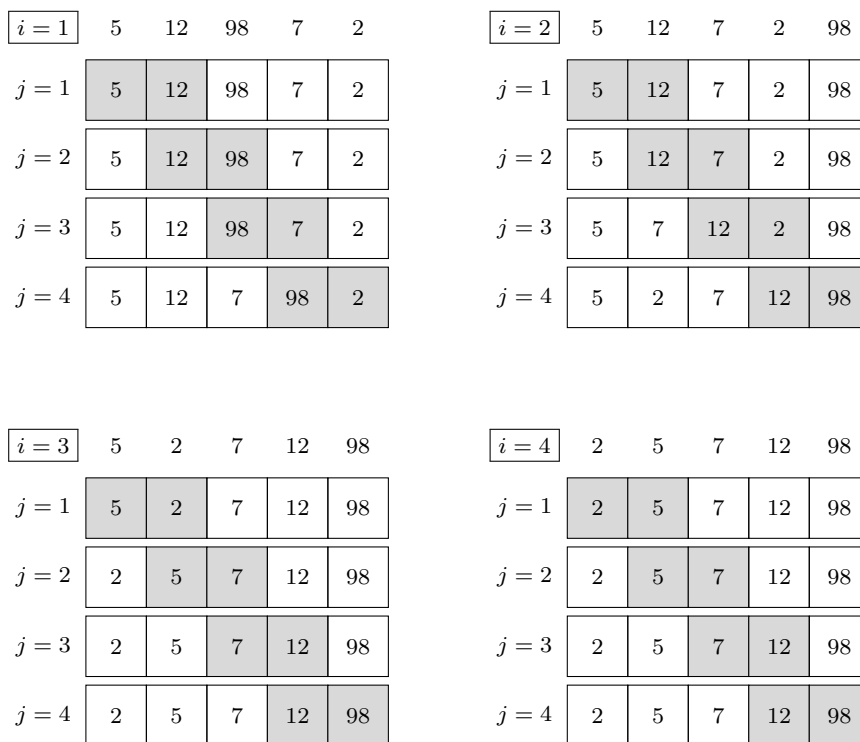 i = 1 5 12 98 7 2
j = 1 5 12 98 7 2
j = 2 5 12 98 7 2
j = 3 5 12 98 7 2
j = 4 5 12 7 98 2
i = 2 5 12 7 2 98
j = 1 5 12 7 2 98
j = 2 5 12 7 2 98
j = 3 5 7 12 2 98
j = 4 5 2 7 12 98
i = 3 5 2 7 12 98
j = 1 5 2 7 12 98
j = 2 2 5 7 12 98
j = 3 2 5 7 12 98
j = 4 2 5 7 12 98
i = 4 2 5 7 12 98
j = 1 2 5 7 12 98
j = 2 2 5 7 12 98
j = 3 2 5 7 12 98
j = 4 2 5 7 12 98